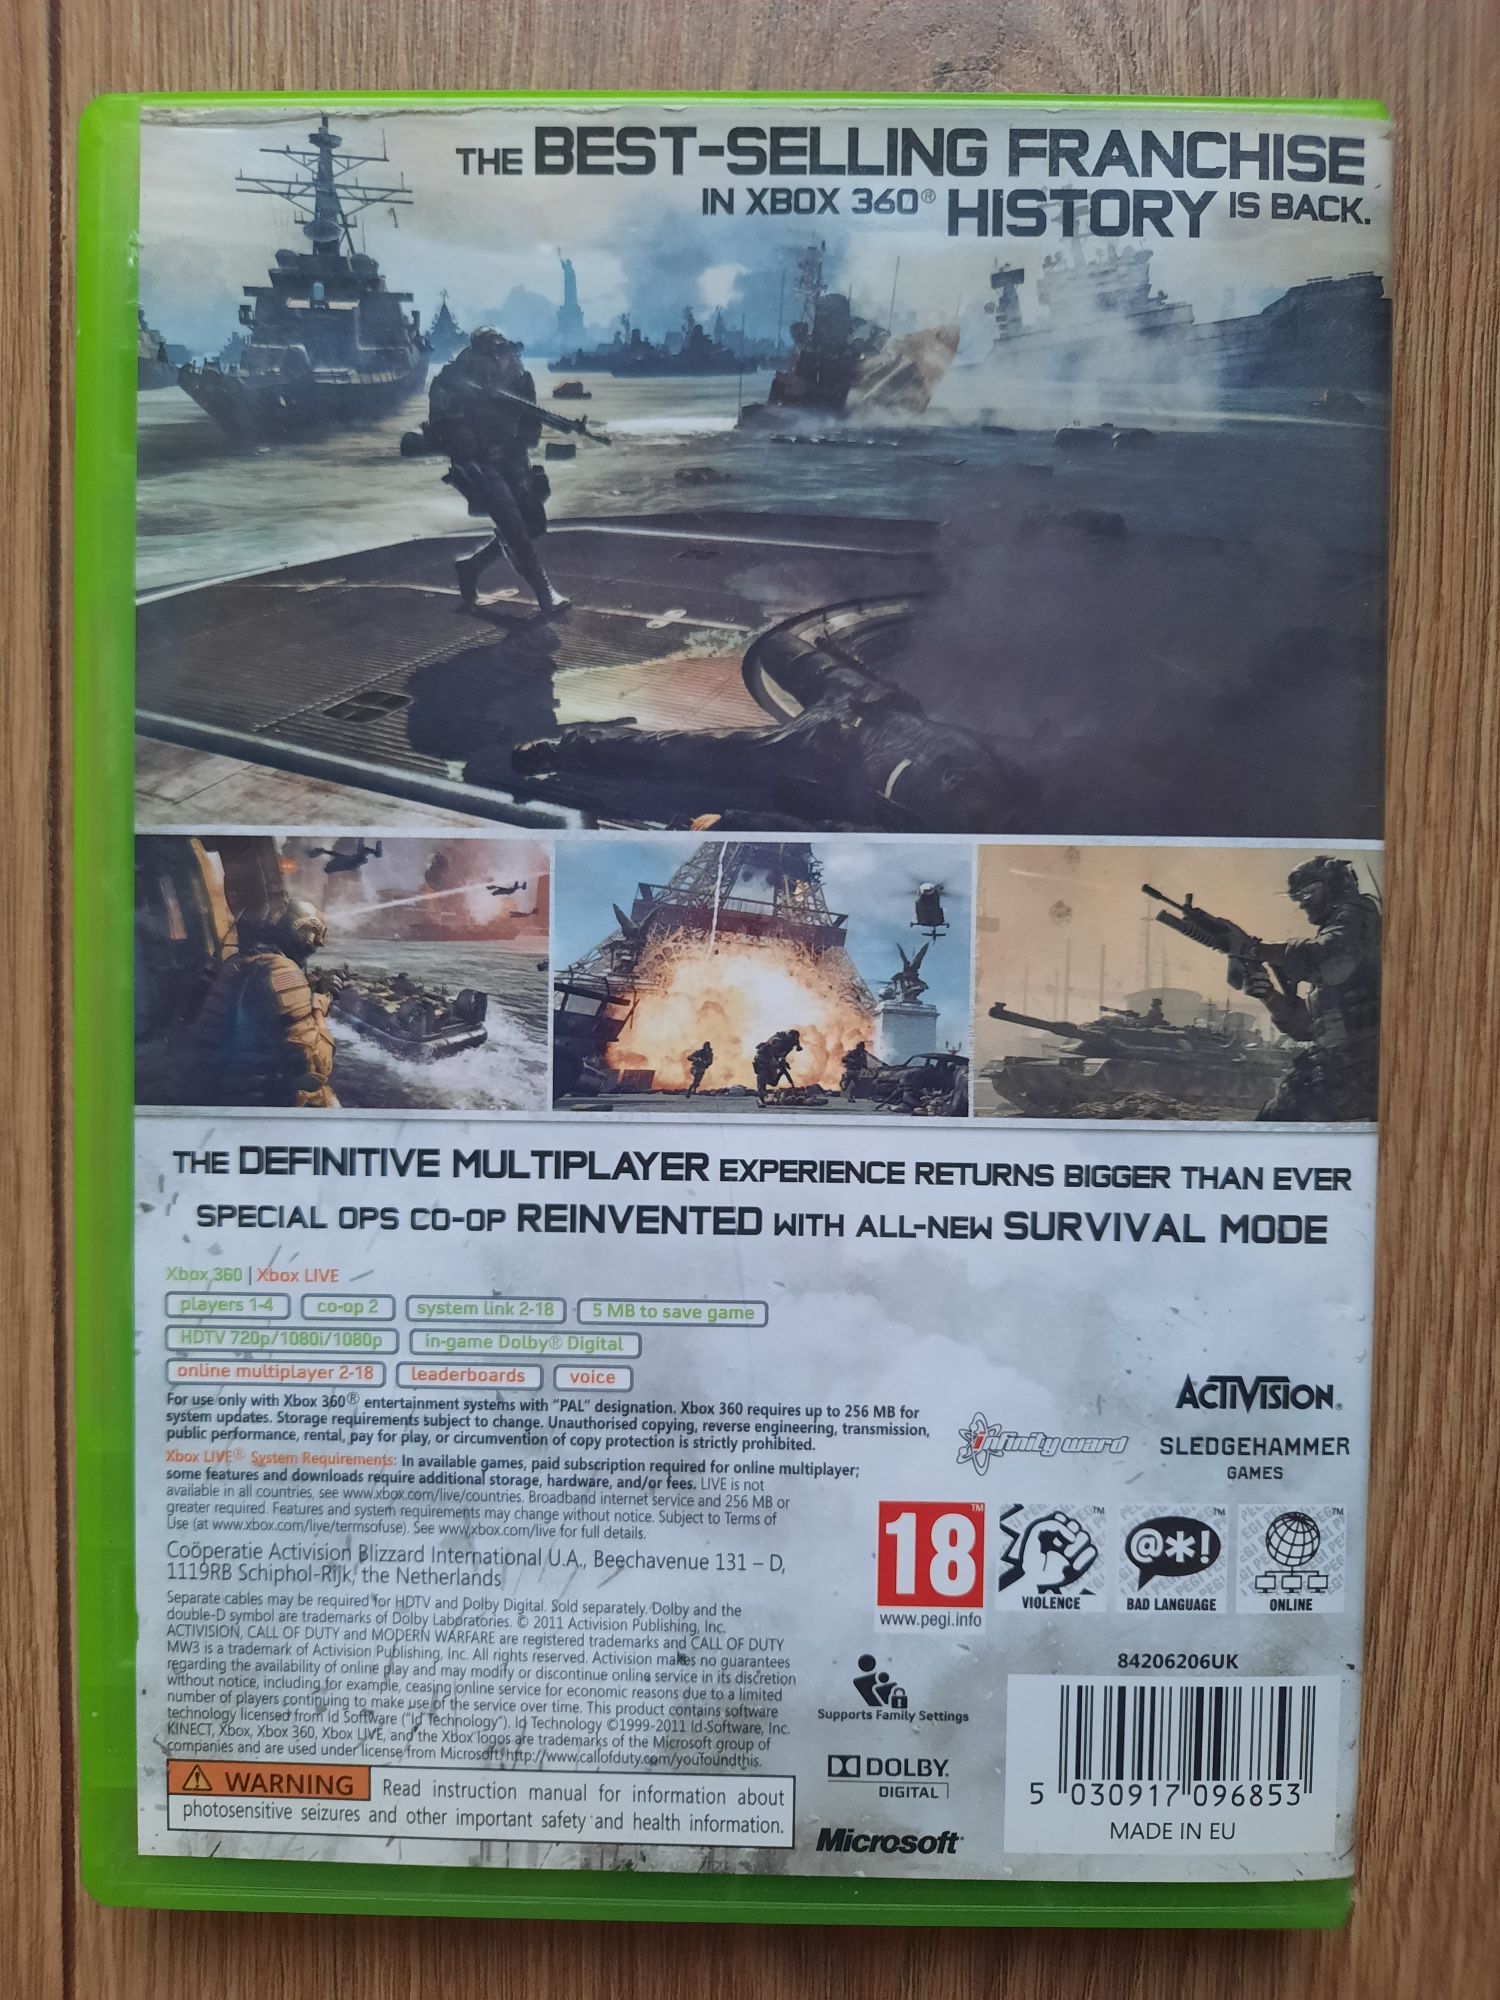 THE BEST-SELLING FRANCHISE
IN XBOX 360® HISTORY IS BACK.
THE DEFINITIVE MULTIPLAYER EXPERIENCE RETURNS BIGGER THAN EVER
SPECIAL OPS CO-OP REINVENTED WITH ALL-NEW SURVIVAL MODE
Xbox 360 | Xbox LIVE
players 1-4 co-op 2 system link 2-18 5 MB to save game
HDTV 720p/1080i/1080p in-game Dolby® Digital
online multiplayer 2-18 leaderboards voice
For use only with Xbox 360® entertainment systems with "PAL" designation. Xbox 360 requires up to 256 MB for
system updates. Storage requirements subject to change. Unauthorised copying, reverse engineering, transmission,
public performance, rental, pay for play, or circumvention of copy protection is strictly prohibited.
Xbox LIVE® System Requirements: In available games, paid subscription required for online multiplayer;
some features and downloads require additional storage, hardware, and/or fees. LIVE is not
available in all countries, see www.xbox.com/live/countries. Broadband internet service and 256 MB or
greater required. Features and system requirements may change without notice. Subject to Terms of
Use (at www.xbox.com/live/termsofuse). See www.xbox.com/live for full details.
Coöperatie Activision Blizzard International U.A., Beechavenue 131 – D,
1119RB Schiphol-Rijk, the Netherlands
Separate cables may be required for HDTV and Dolby Digital. Sold separately. Dolby and the
double-D symbol are trademarks of Dolby Laboratories. © 2011 Activision Publishing, Inc.
ACTIVISION, CALL OF DUTY and MODERN WARFARE are registered trademarks and CALL OF DUTY
MW3 is a trademark of Activision Publishing, Inc. All rights reserved. Activision makes no guarantees
regarding the availability of online play and may modify or discontinue online service in its discretion
without notice, including for example, ceasing online service for economic reasons due to a limited
number of players continuing to make use of the service over time. This product contains software
technology licensed from id Software ("Id Technology"). Id Technology ©1999-2011 Id Software, Inc.
KINECT, Xbox, Xbox 360, Xbox LIVE, and the Xbox logos are trademarks of the Microsoft group of
companies and are used under license from Microsoft. http://www.callofduty.com/youfoundthis.
WARNING Read instruction manual for information about
photosensitive seizures and other important safety and health information.
ACTIVISION.
infinity ward
SLEDGEHAMMER
GAMES
18™
www.pegi.info
™
VIOLENCE
@*!™
BAD LANGUAGE
™
ONLINE
Supports Family Settings
DOLBY.
DIGITAL
Microsoft®
84206206UK
5 030917 096853
MADE IN EU